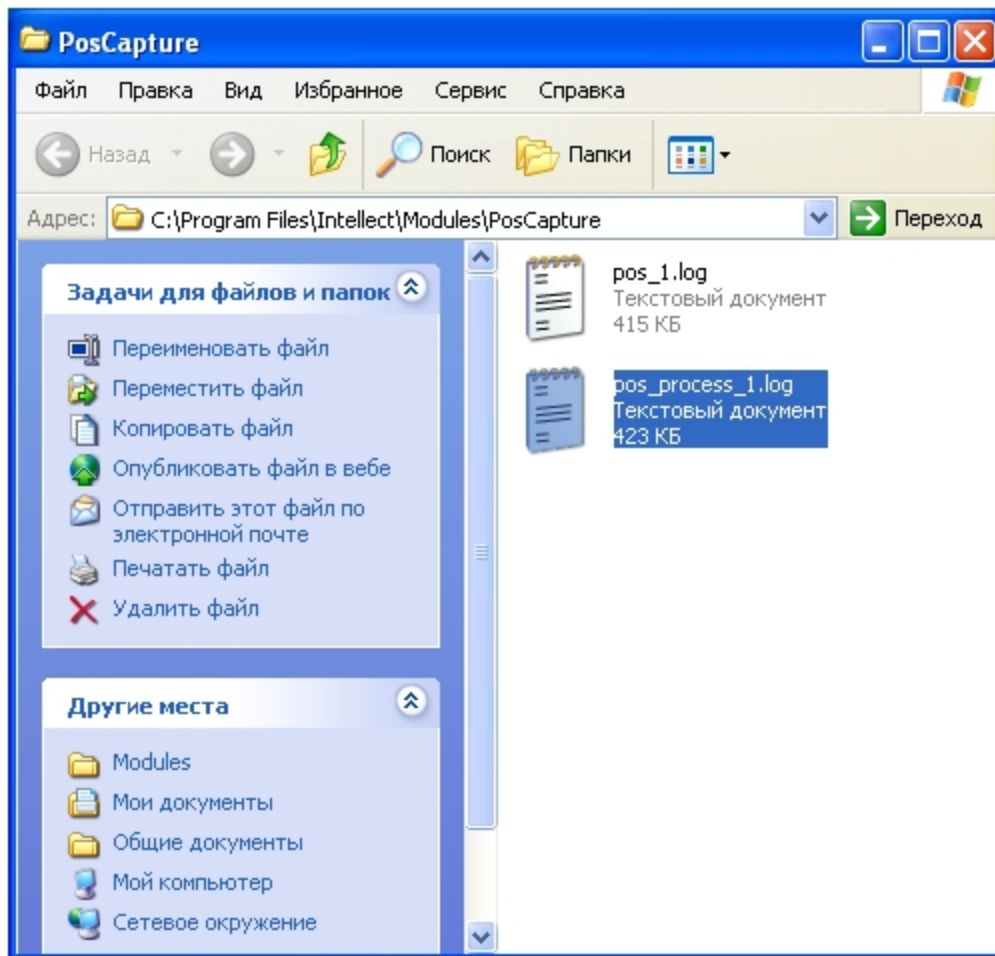 PosCapture
Файл Правка Вид Избранное Сервис Справка
Назад Поиск Папки
Адрес: C:\Program Files\Intellect\Modules\PosCapture Переход
Задачи для файлов и папок
Переименовать файл
Переместить файл
Копировать файл
Опубликовать файл в вебе
Отправить этот файл по
электронной почте
Печатать файл
Удалить файл
Другие места
Modules
Мои документы
Общие документы
Мой компьютер
Сетевое окружение
pos_1.log
Текстовый документ
415 КБ
pos_process_1.log
Текстовый документ
423 КБ